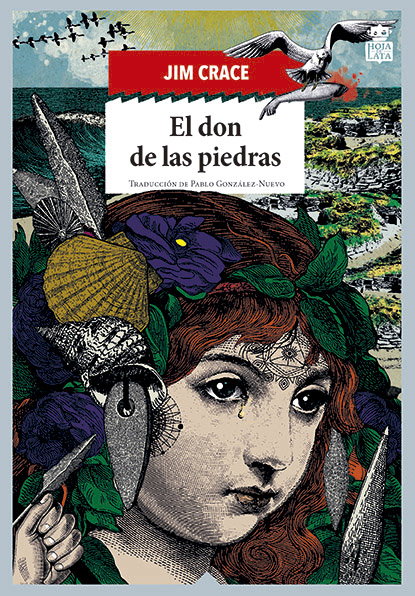 HOJA
DE
LATA
JIM CRACE
El don
de las piedras
Traducción de Pablo González-Nuevo